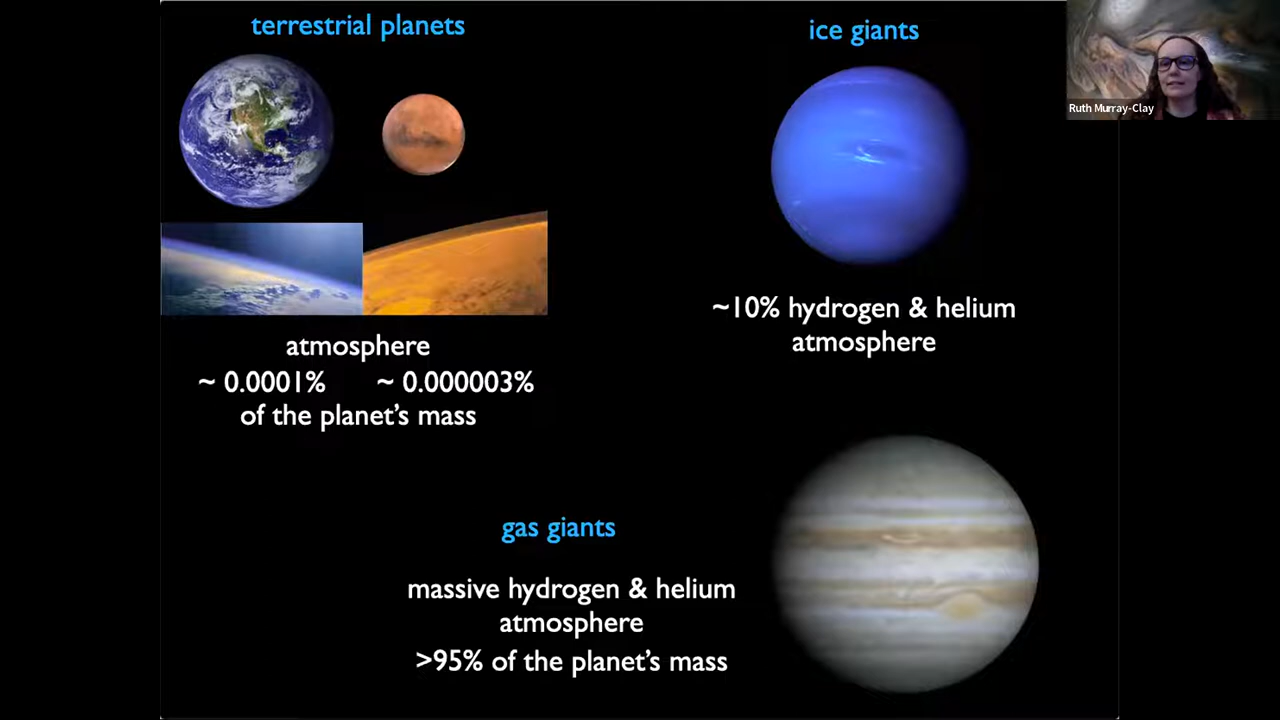 terrestrial planets
ice giants
Ruth Murray-Clay
~10% hydrogen & helium
atmosphere
atmosphere
~ 0.0001% ~ 0.000003%
of the planet's mass
gas giants
massive hydrogen & helium
atmosphere
>95% of the planet's mass